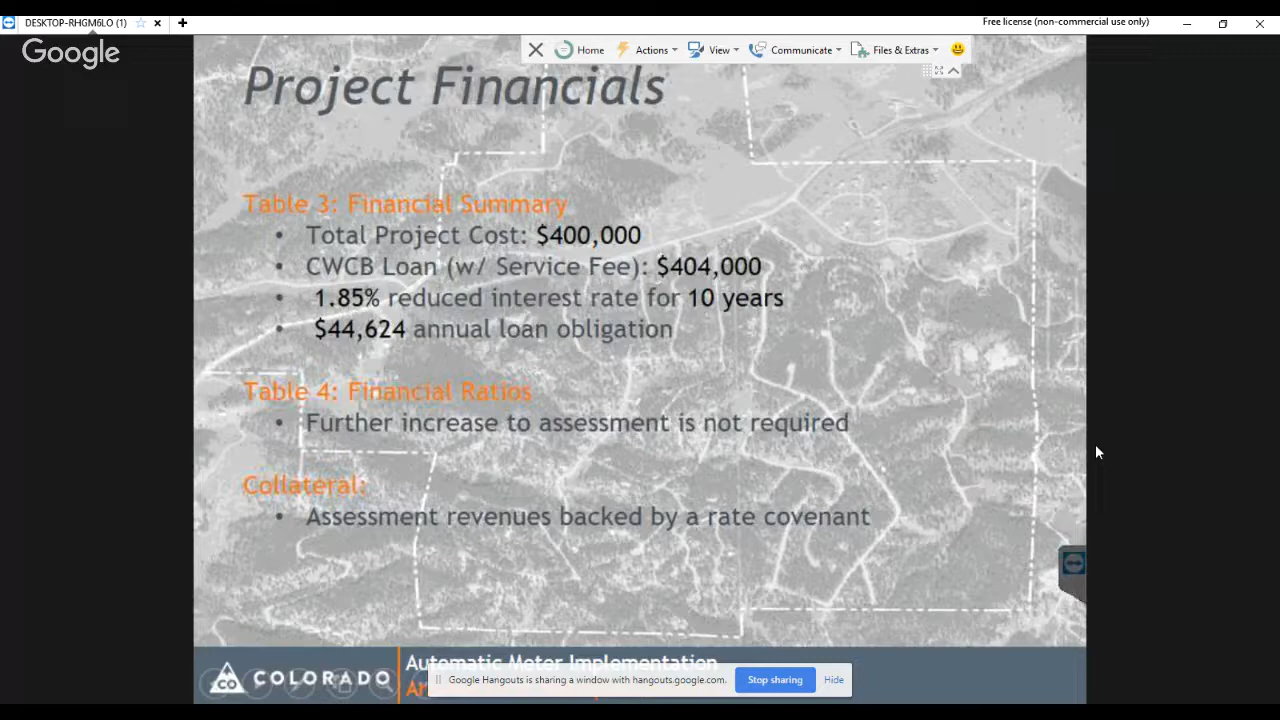 DESKTOP-RHGM6LO (1)
Free license (non-commercial use only)
Google
Home Actions View Communicate Files & Extras
Project Financials
Table 3: Financial Summary
• Total Project Cost: $400,000
• CWCB Loan (w/ Service Fee): $404,000
• 1.85% reduced interest rate for 10 years
• $44,624 annual loan obligation
Table 4: Financial Ratios
• Further increase to assessment is not required
Collateral:
• Assessment revenues backed by a rate covenant
CO COLORADO
Automatic Meter Implementation
Google Hangouts is sharing a window with hangouts.google.com. Stop sharing Hide